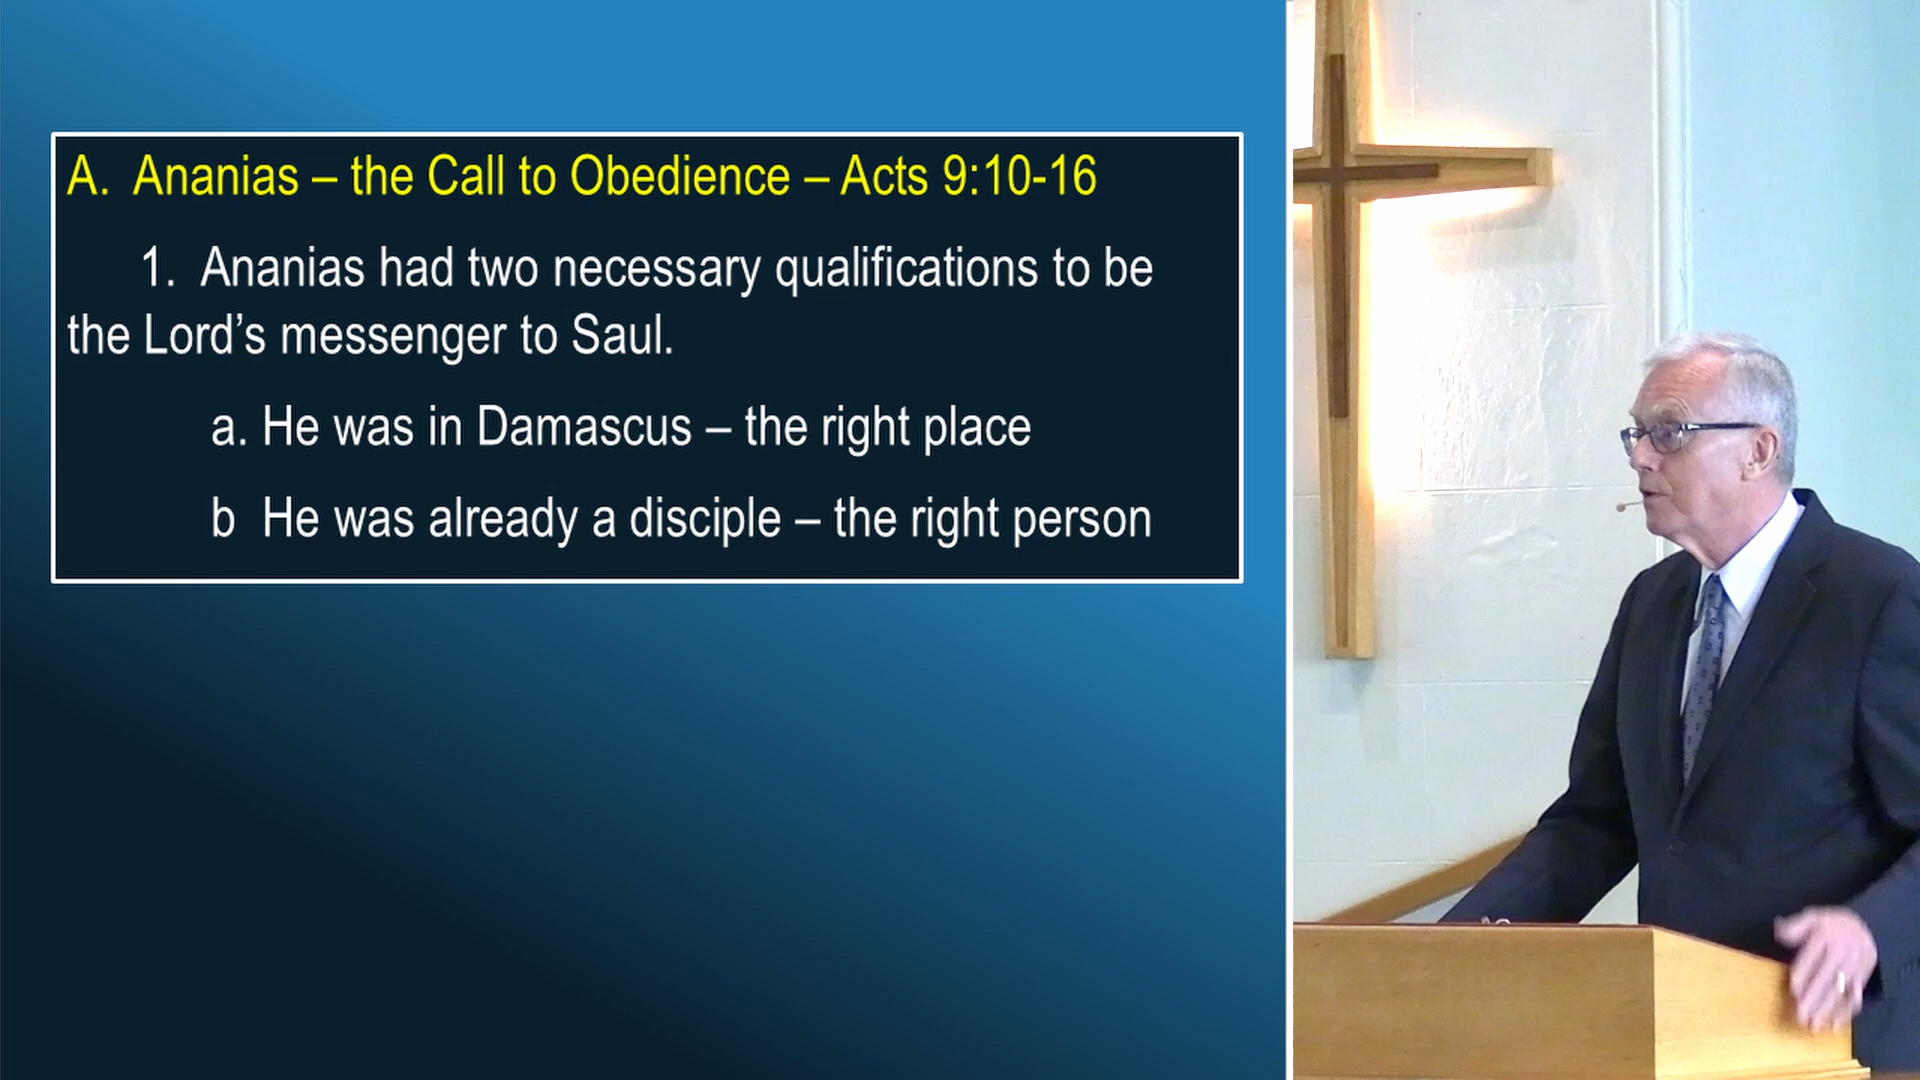 A.  Ananias – the Call to Obedience – Acts 9:10-16
1.  Ananias had two necessary qualifications to be
the Lord’s messenger to Saul.
a. He was in Damascus – the right place
b  He was already a disciple – the right person